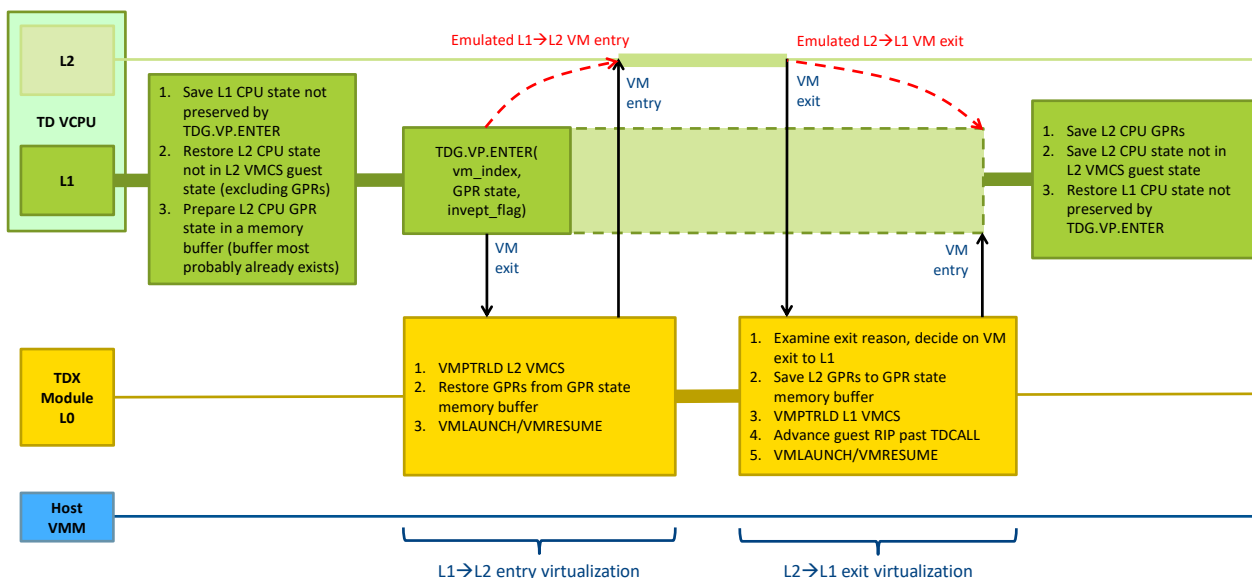 L2
TD VCPU
L1
Emulated L1→L2 VM entry
Emulated L2→L1 VM exit
VM
entry
VM
exit
1. Save L1 CPU state not
preserved by
TDG.VP.ENTER
2. Restore L2 CPU state
not in L2 VMCS guest
state (excluding GPRs)
3. Prepare L2 CPU GPR
state in a memory
buffer (buffer most
probably already exists)
TDG.VP.ENTER(
vm_index,
GPR state,
invept_flag)
1. Save L2 CPU GPRs
2. Save L2 CPU state not in
L2 VMCS guest state
3. Restore L1 CPU state not
preserved by
TDG.VP.ENTER
VM
exit
VM
entry
TDX
Module
L0
1. VMPTRLD L2 VMCS
2. Restore GPRs from GPR state
memory buffer
3. VMLAUNCH/VMRESUME
1. Examine exit reason, decide on VM
exit to L1
2. Save L2 GPRs to GPR state
memory buffer
3. VMPTRLD L1 VMCS
4. Advance guest RIP past TDCALL
5. VMLAUNCH/VMRESUME
Host
VMM
L1→L2 entry virtualization
L2→L1 exit virtualization